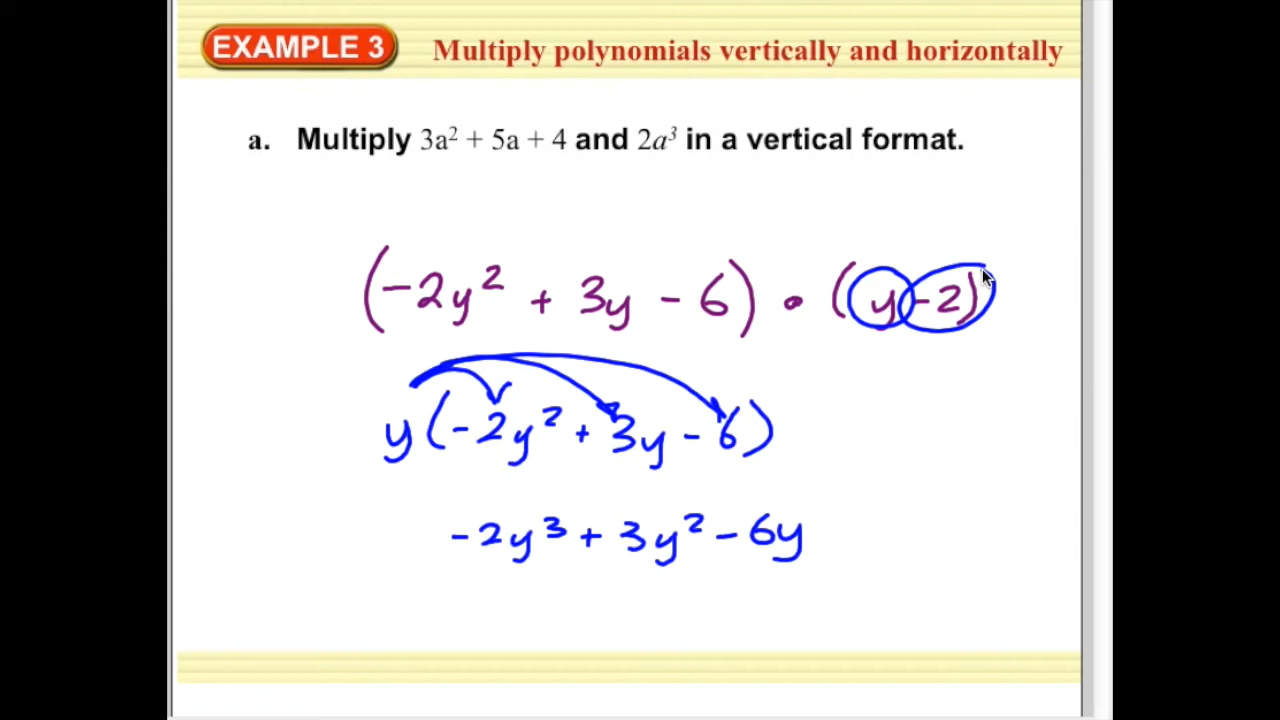 EXAMPLE 3 Multiply polynomials vertically and horizontally
a. Multiply 3a² + 5a + 4 and 2a³ in a vertical format.
(-2y² + 3y - 6) • (y-2)
y(-2y² + 3y - 6)
-2y³ + 3y² - 6y